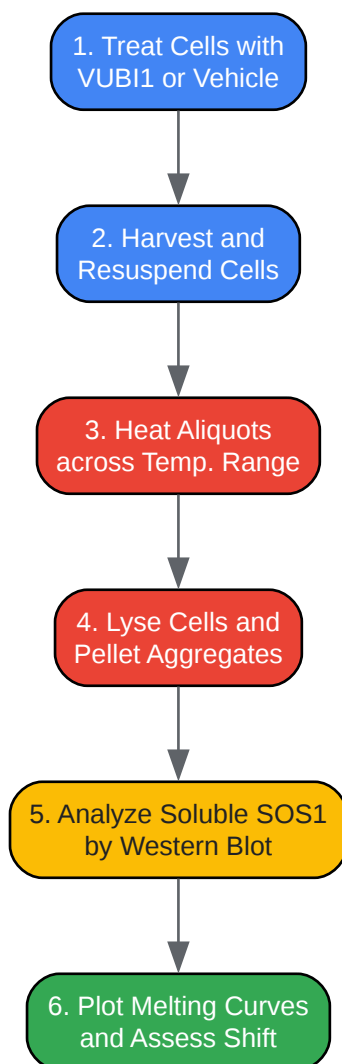 1. Treat Cells with
VUBI1 or Vehicle
2. Harvest and
Resuspend Cells
3. Heat Aliquots
across Temp. Range
4. Lyse Cells and
Pellet Aggregates
5. Analyze Soluble SOS1
by Western Blot
6. Plot Melting Curves
and Assess Shift